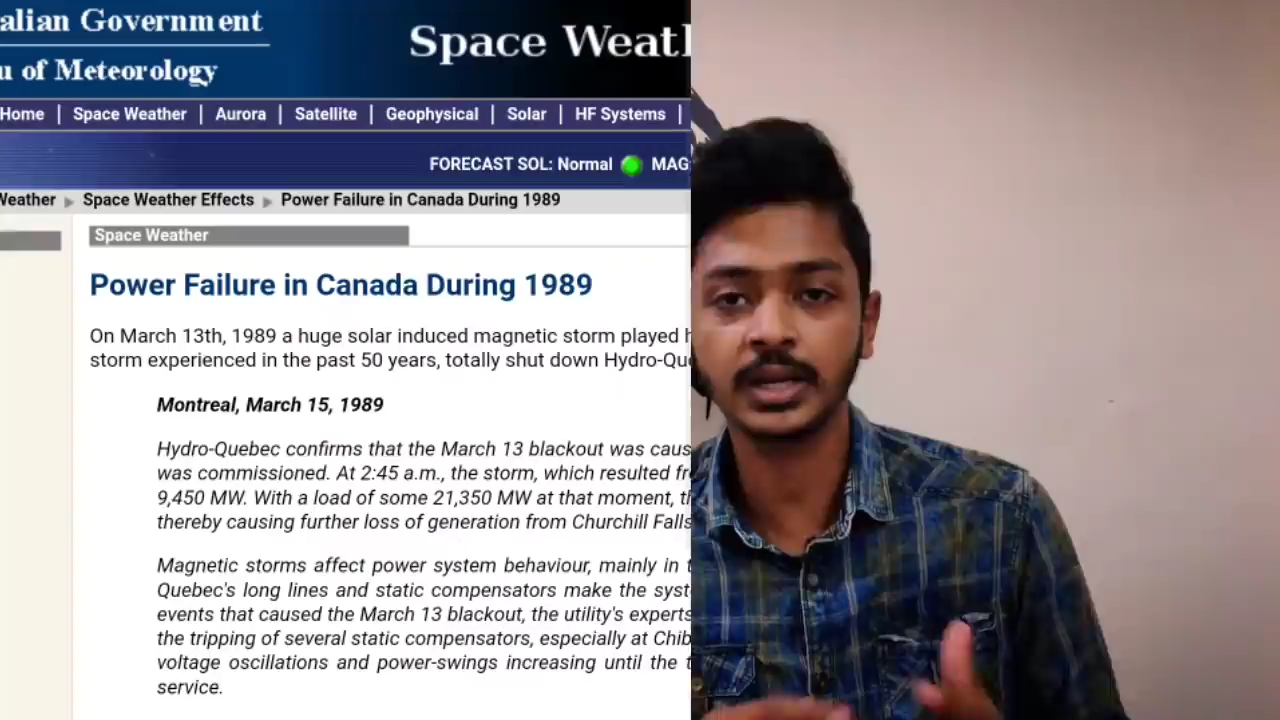 alian Government
u of Meteorology
Space Weatl
Home | Space Weather | Aurora | Satellite | Geophysical | Solar | HF Systems |
FORECAST SOL: Normal MAG
Weather Space Weather Effects Power Failure in Canada During 1989
Space Weather
Power Failure in Canada During 1989
On March 13th, 1989 a huge solar induced magnetic storm played h
storm experienced in the past 50 years, totally shut down Hydro-Que
Montreal, March 15, 1989
Hydro-Quebec confirms that the March 13 blackout was caus
was commissioned. At 2:45 a.m., the storm, which resulted fr
9,450 MW. With a load of some 21,350 MW at that moment, th
thereby causing further loss of generation from Churchill Falls
Magnetic storms affect power system behaviour, mainly in t
Quebec's long lines and static compensators make the syst
events that caused the March 13 blackout, the utility's experts
the tripping of several static compensators, especially at Chib
voltage oscillations and power-swings increasing until the t
service.